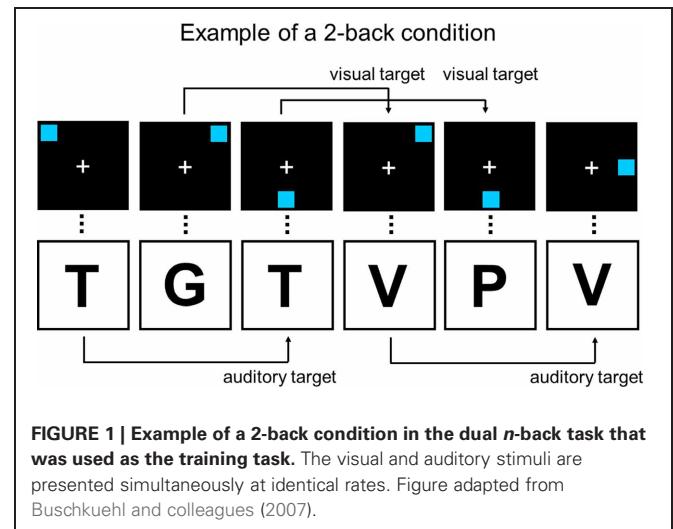 Example of a 2-back condition
visual target visual target
T G T V P V
auditory target auditory target
FIGURE 1 | Example of a 2-back condition in the dual n-back task that
was used as the training task. The visual and auditory stimuli are
presented simultaneously at identical rates. Figure adapted from
Buschkuehl and colleagues (2007).